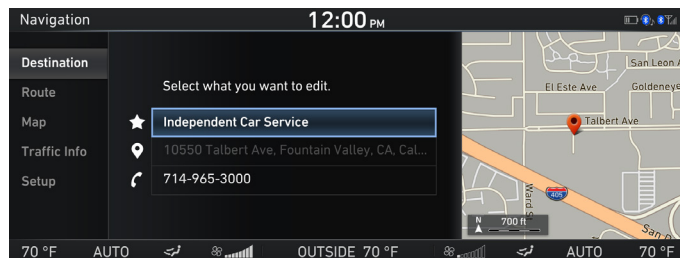 Navigation
12:00 PM
Destination
Route
Map
Traffic Info
Setup
Select what you want to edit.
Independent Car Service
10550 Talbert Ave, Fountain Valley, CA, Cal...
714-965-3000
San Leon A
El Este Ave
Goldeneye
Talbert Ave
Ward S
405
N
700 ft
San D
70 °F
AUTO
OUTSIDE 70 °F
AUTO
70 °F